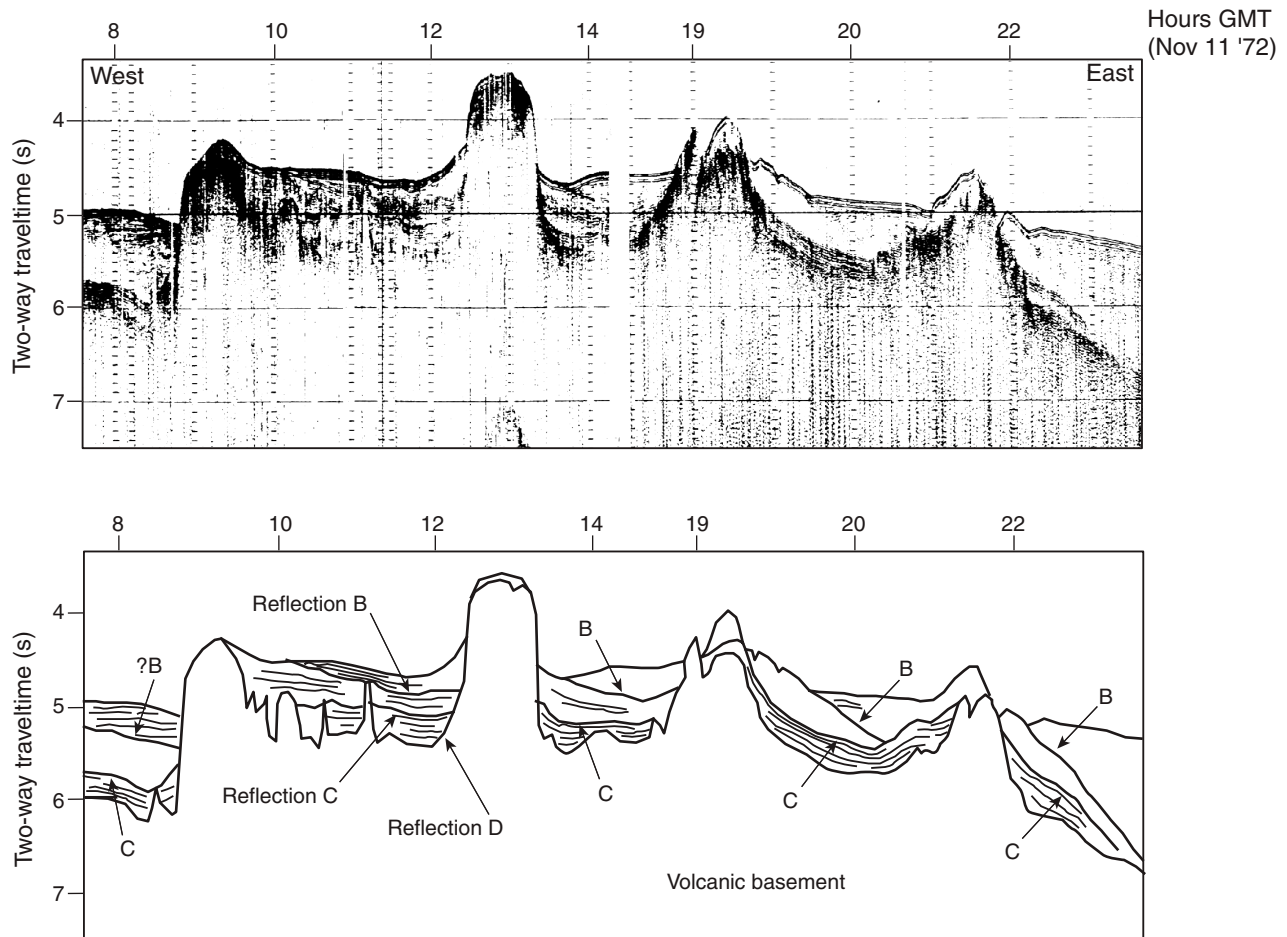 8 10 12 14 19 20 22 Hours GMT
(Nov 11 '72)
West East
Two-way traveltime (s)
4
5
6
7
8 10 12 14 19 20 22
Two-way traveltime (s)
4
5
6
7
Reflection B
B
?B
B
B
Reflection C
C
C
Reflection D
C
C
Volcanic basement